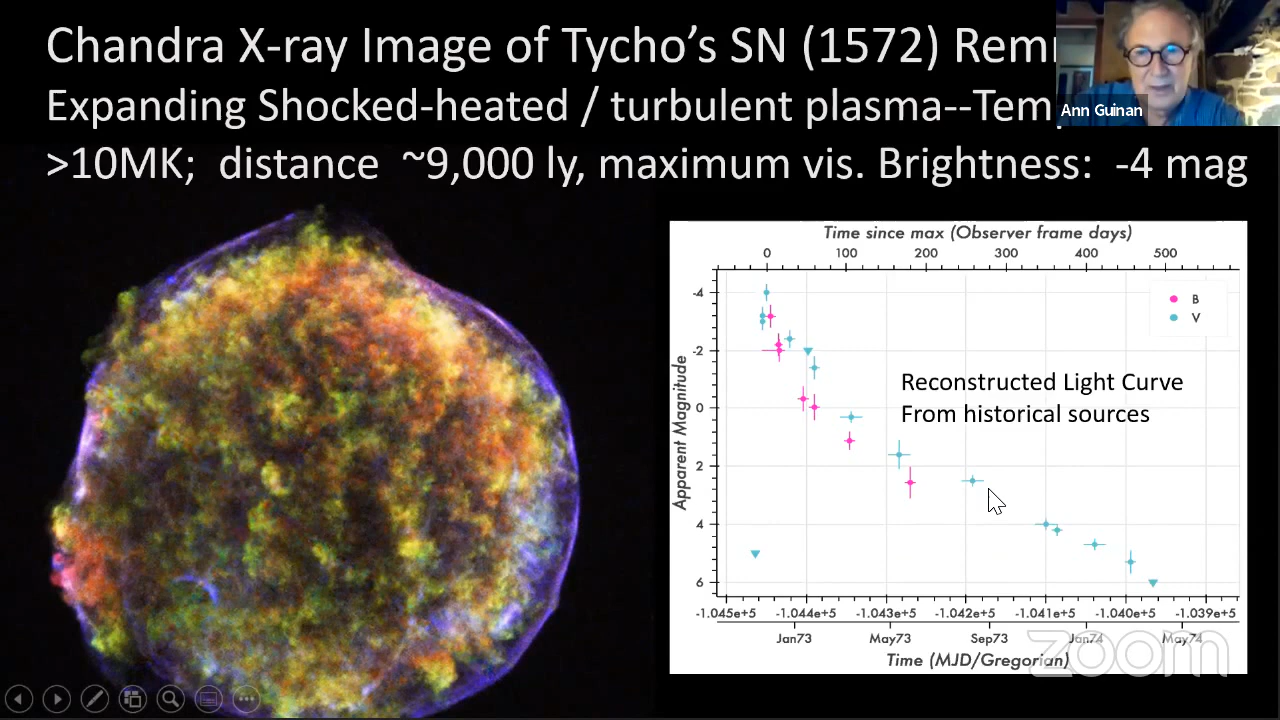 Chandra X-ray Image of Tycho’s SN (1572)
Expanding Shocked-heated / turbulent plasma--Temp
>10MK; distance ~9,000 ly, maximum vis. Brightness: -4 mag
Ann Guinan
Time since max (Observer frame days)
0 100 200 300 400 500
-4
-2
0
2
4
6
Apparent Magnitude
B
V
Reconstructed Light Curve
From historical sources
-1.045e+5 -1.044e+5 -1.043e+5 -1.042e+5 -1.041e+5 -1.040e+5 -1.039e+5
Jan73 May73 Sep73 Jan74 May74
Time (MJD/Gregorian)
zoom